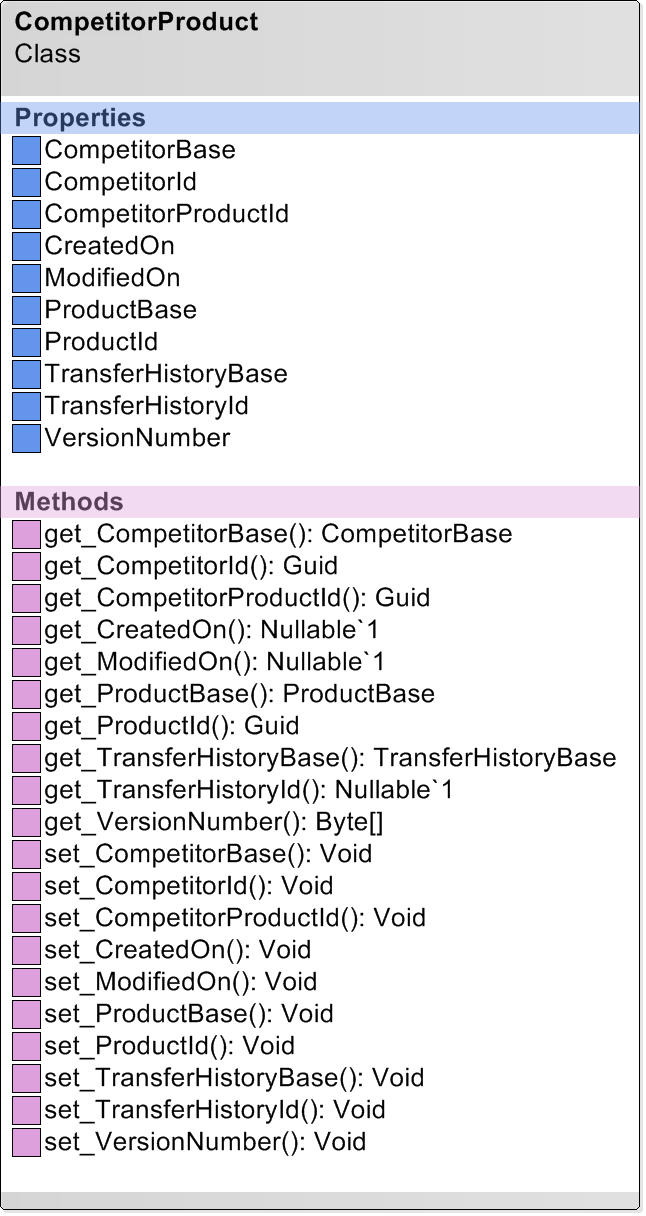 CompetitorProduct
Class
Properties
CompetitorBase
CompetitorId
CompetitorProductId
CreatedOn
ModifiedOn
ProductBase
ProductId
TransferHistoryBase
TransferHistoryId
VersionNumber
Methods
get_CompetitorBase(): CompetitorBase
get_CompetitorId(): Guid
get_CompetitorProductId(): Guid
get_CreatedOn(): Nullable`1
get_ModifiedOn(): Nullable`1
get_ProductBase(): ProductBase
get_ProductId(): Guid
get_TransferHistoryBase(): TransferHistoryBase
get_TransferHistoryId(): Nullable`1
get_VersionNumber(): Byte[]
set_CompetitorBase(): Void
set_CompetitorId(): Void
set_CompetitorProductId(): Void
set_CreatedOn(): Void
set_ModifiedOn(): Void
set_ProductBase(): Void
set_ProductId(): Void
set_TransferHistoryBase(): Void
set_TransferHistoryId(): Void
set_VersionNumber(): Void